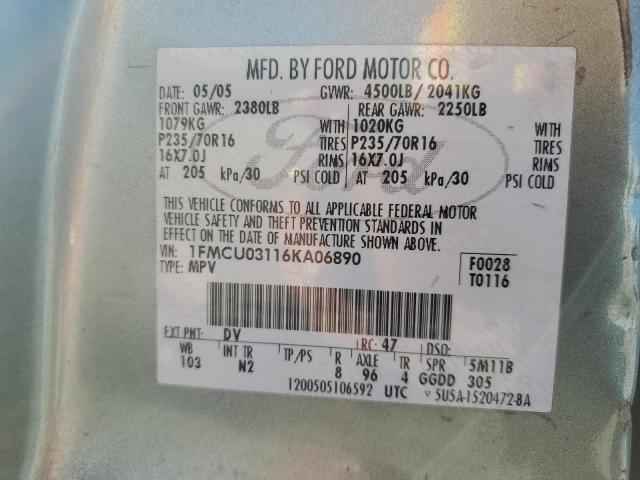 MFD. BY FORD MOTOR CO.
DATE: 05/05 GVWR: 4500LB/ 2041KG
FRONT GAWR: 2380LB REAR GAWR: 2250LB
1079KG WITH 1020KG WITH
P235/70R16 TIRES P235/70R16 TIRES
16X7.0J RIMS 16X7.0J RIMS
AT 205 kPa/30 PSI COLD AT 205 kPa/30 PSI COLD
THIS VEHICLE CONFORMS TO ALL APPLICABLE FEDERAL MOTOR
VEHICLE SAFETY AND THEFT PREVENTION STANDARDS IN
EFFECT ON THE DATE OF MANUFACTURE SHOWN ABOVE.
VIN: 1FMCU03116KA06890 F0028
TYPE: MPV T0116
Ford
EXT PNT: DV RC: 47 DSO:
WB INT TR TP/PS R AXLE TR SPR 5M11B
103 N2 8 96 4 GGDD 305
1200505106592 UTC 5U5A-1520472-BA